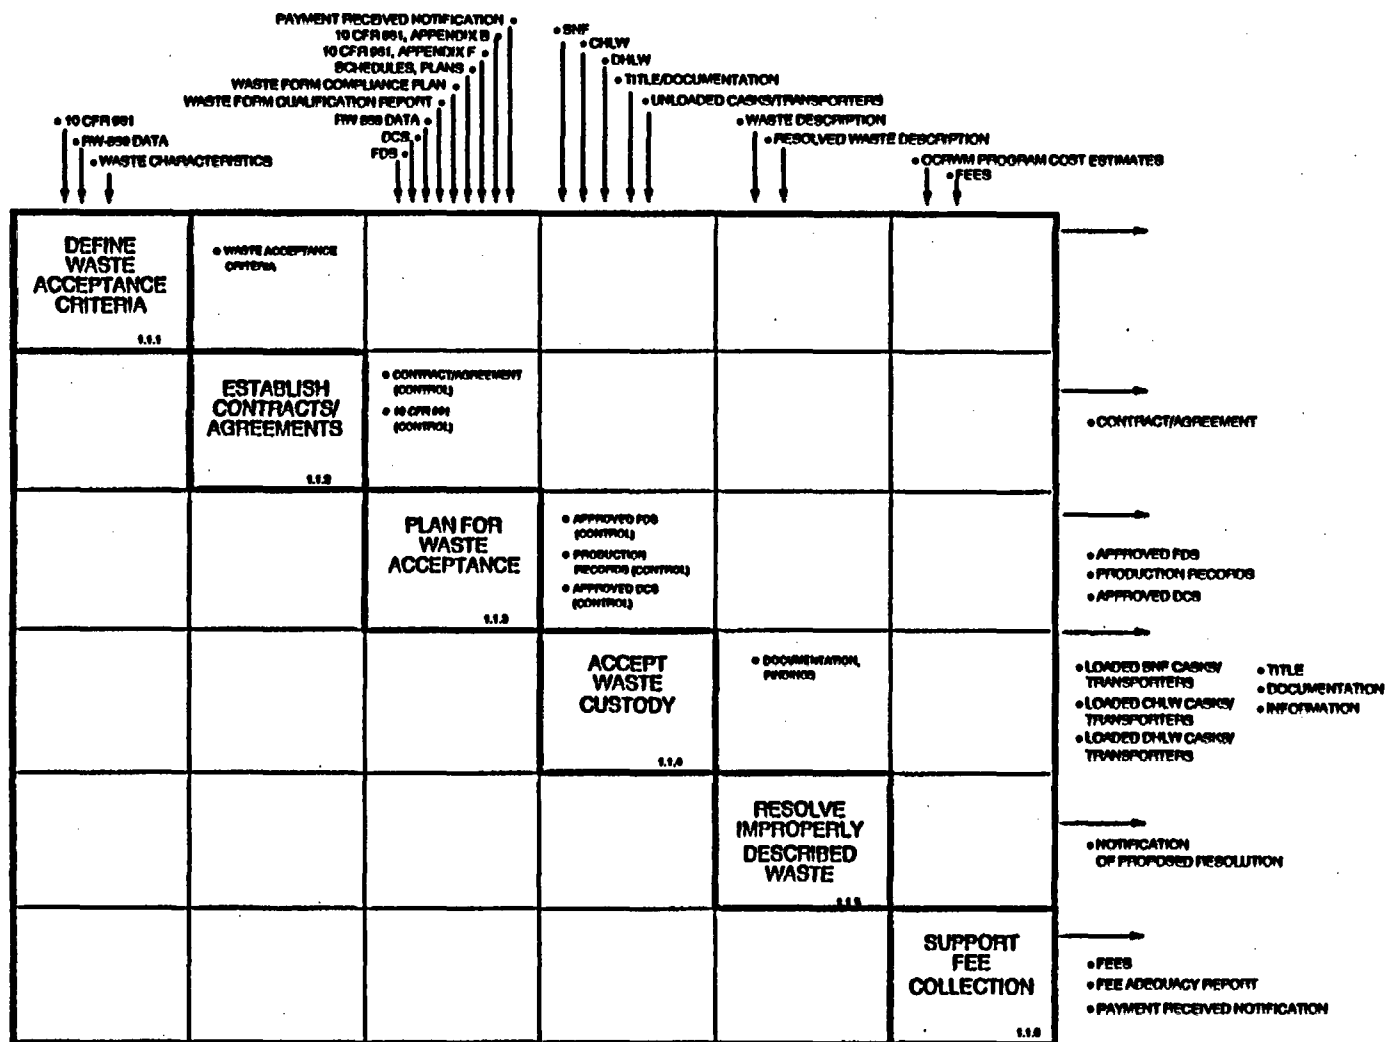 PAYMENT RECEIVED NOTIFICATION
10 CFR 961, APPENDIX B
10 CFR 961, APPENDIX F
SCHEDULES, PLANS
WASTE FORM COMPLIANCE PLAN
WASTE FORM QUALIFICATION REPORT
RW-859 DATA
DCS
FDS
• 10 CFR 961
• RW-859 DATA
• WASTE CHARACTERISTICS
• SNF
• CHLW
• DHLW
• TITLE/DOCUMENTATION
• UNLOADED CASKS/TRANSPORTERS
• WASTE DESCRIPTION
• RESOLVED WASTE DESCRIPTION
• OCRWM PROGRAM COST ESTIMATES
• FEES
DEFINE
WASTE
ACCEPTANCE
CRITERIA
1.1.1
• WASTE ACCEPTANCE
CRITERIA
ESTABLISH
CONTRACTS/
AGREEMENTS
1.1.2
• CONTRACT/AGREEMENT
(CONTROL)
• 10 CFR 961
(CONTROL)
• CONTRACT/AGREEMENT
PLAN FOR
WASTE
ACCEPTANCE
1.1.3
• APPROVED FDS
(CONTROL)
• PRODUCTION
RECORDS (CONTROL)
• APPROVED DCS
(CONTROL)
• APPROVED FDS
• PRODUCTION RECORDS
• APPROVED DCS
ACCEPT
WASTE
CUSTODY
1.1.4
• DOCUMENTATION,
FINDINGS
• LOADED SNF CASKS/
TRANSPORTERS
• LOADED CHLW CASKS/
TRANSPORTERS
• LOADED DHLW CASKS/
TRANSPORTERS
• TITLE
• DOCUMENTATION
• INFORMATION
RESOLVE
IMPROPERLY
DESCRIBED
WASTE
1.1.5
• NOTIFICATION
OF PROPOSED RESOLUTION
SUPPORT
FEE
COLLECTION
1.1.6
• FEES
• FEE ADEQUACY REPORT
• PAYMENT RECEIVED NOTIFICATION